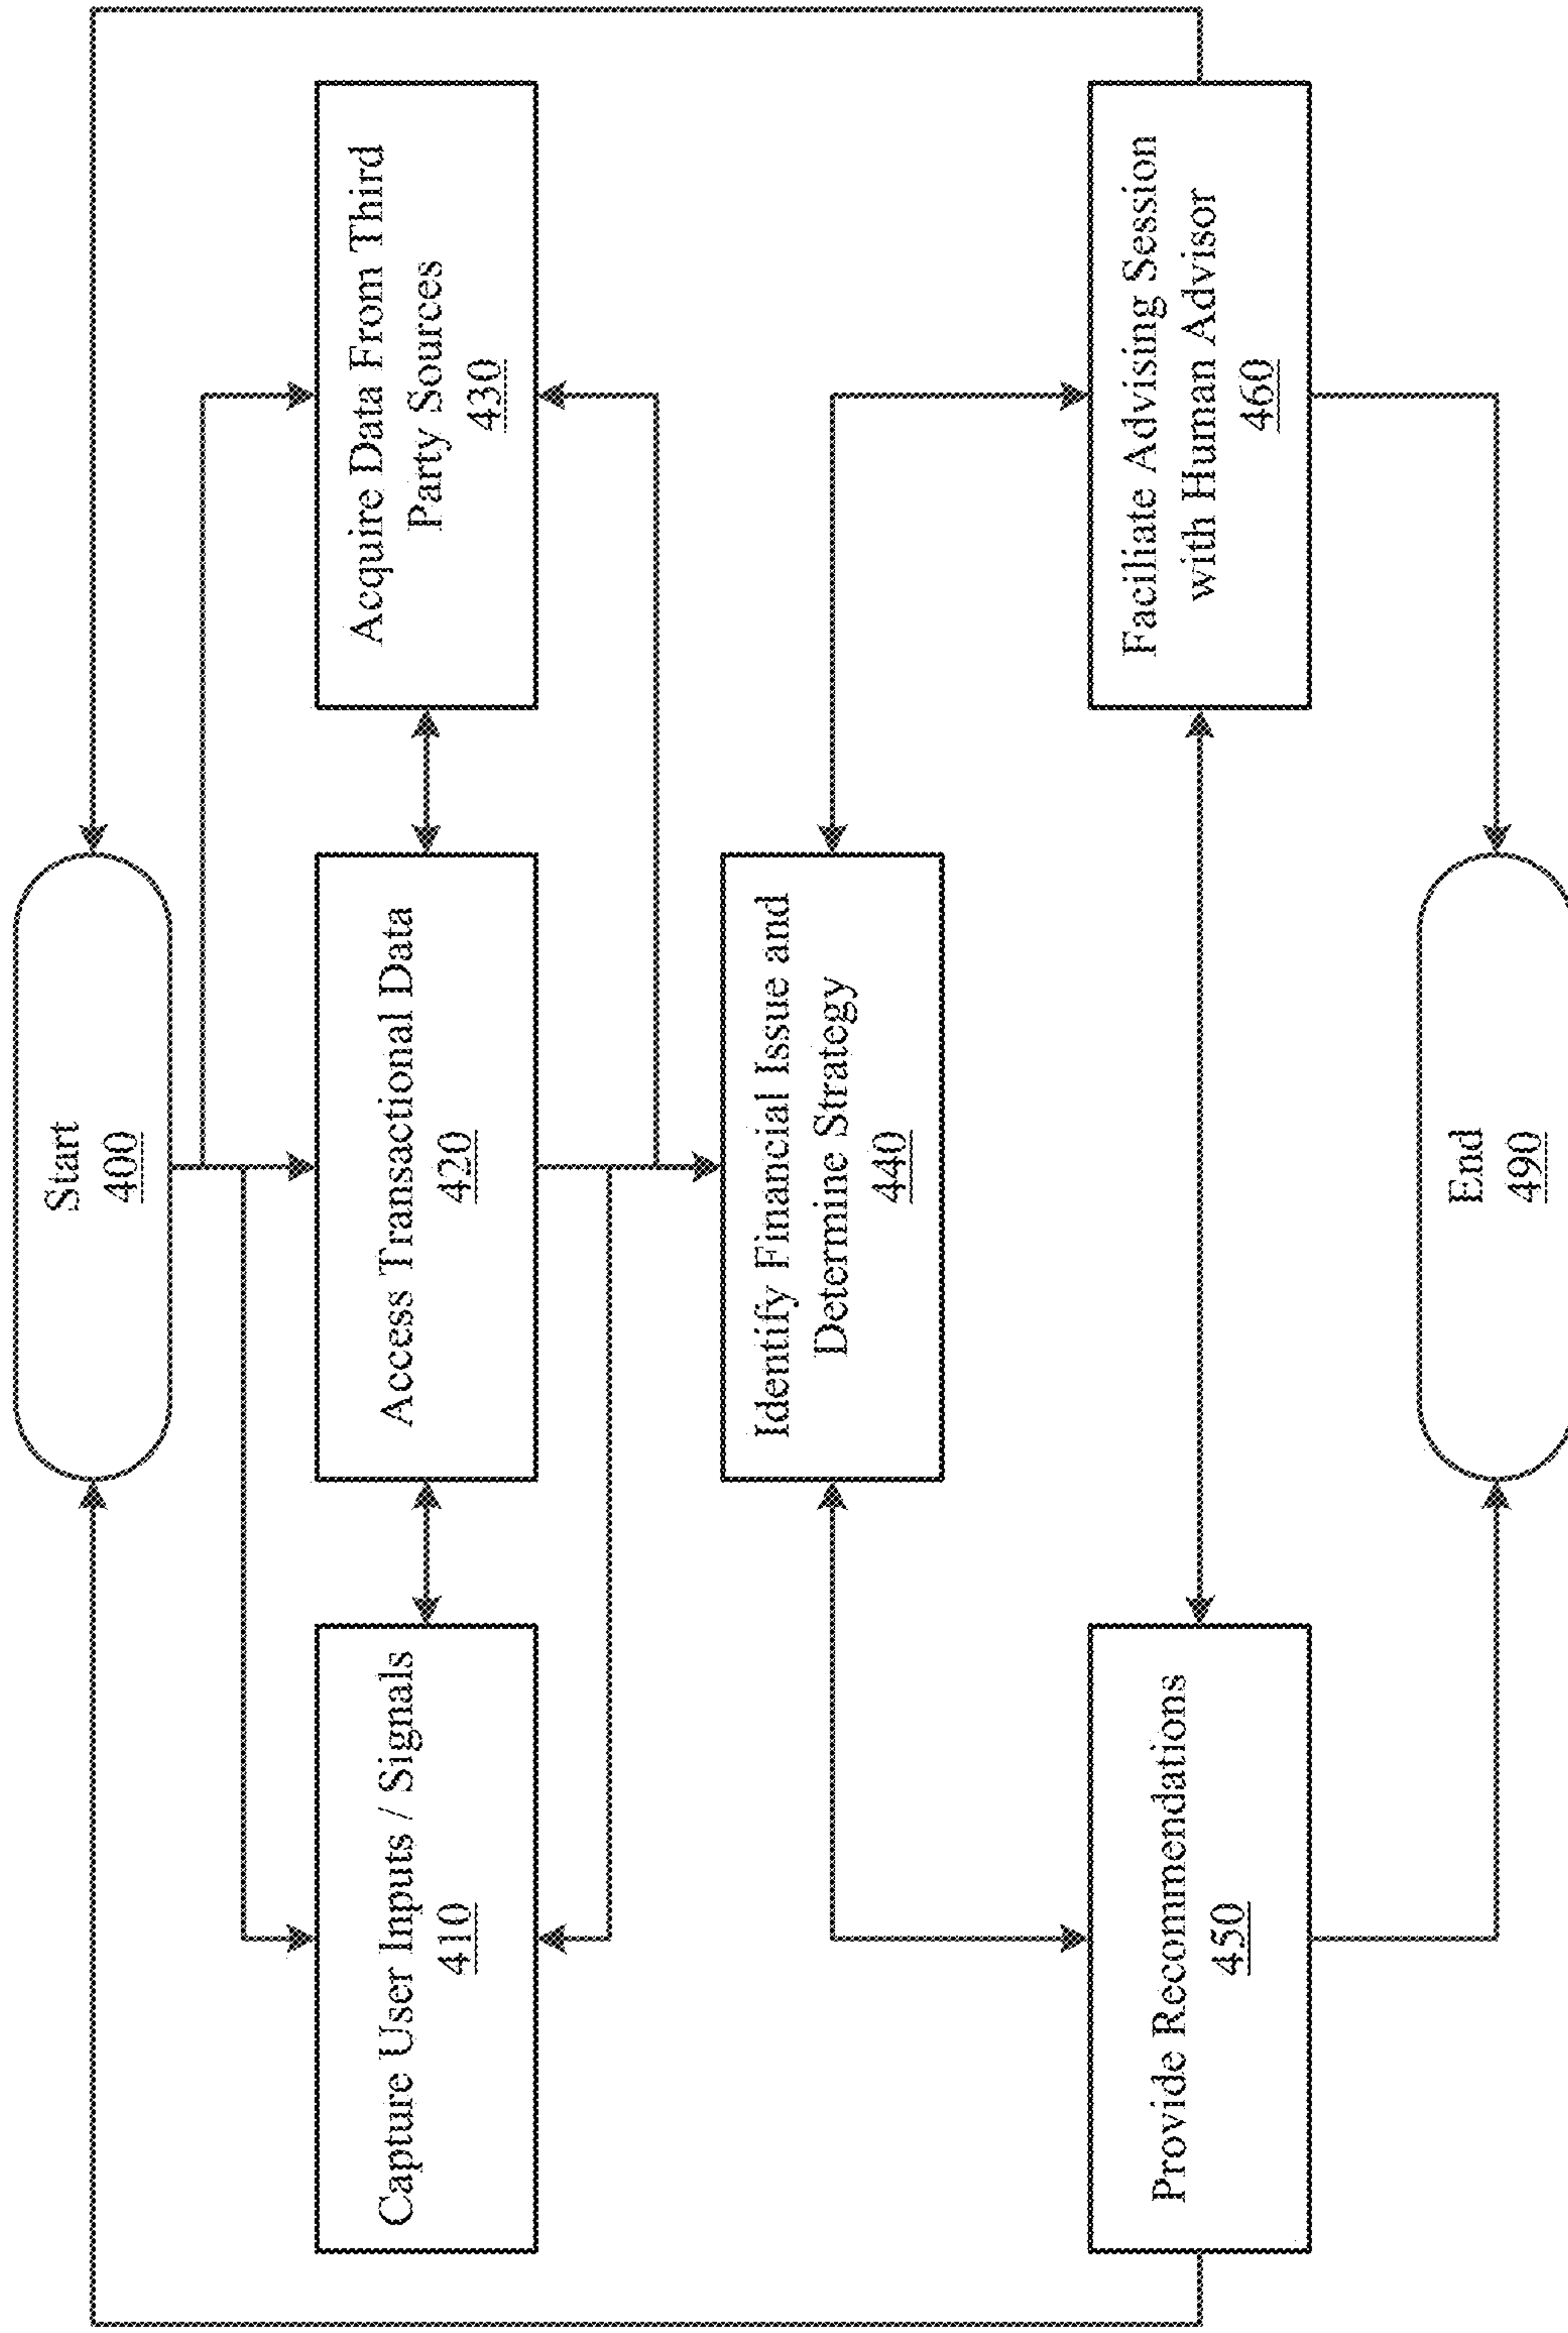 Start
400
Capture User Inputs / Signals
410
Access Transactional Data
420
Acquire Data From Third
Party Sources
430
Identify Financial Issue and
Determine Strategy
440
Provide Recommendations
450
Faciliate Advising Session
with Human Advisor
460
End
490